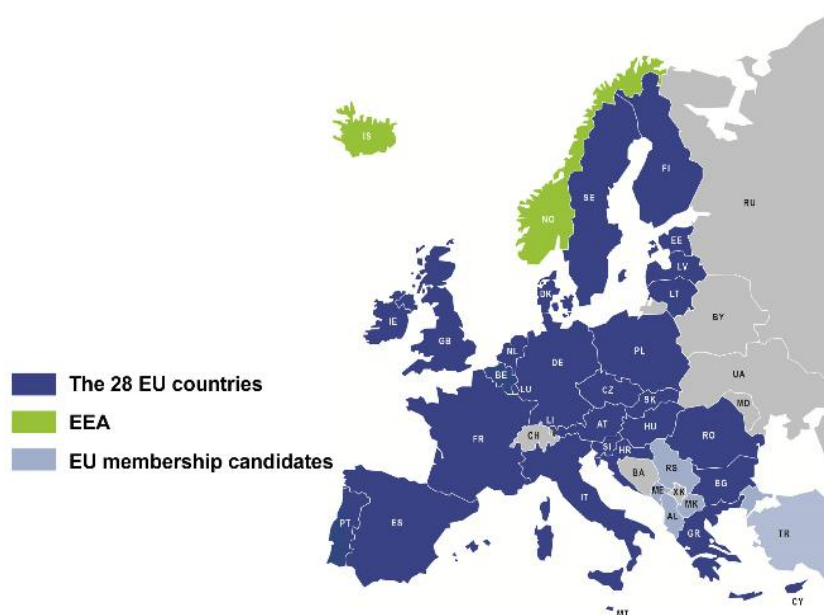 IS
NO
SE
FI
RU
EE
LV
LT
DK
BY
IE
GB
NL
DE
PL
BE
LU
UA
CZ
SK
MD
LI
AT
HU
FR
CH
SI
HR
RO
BA
RS
IT
ME
XK
BG
MK
AL
PT
ES
GR
TR
CY
MT
The 28 EU countries
EEA
EU membership candidates